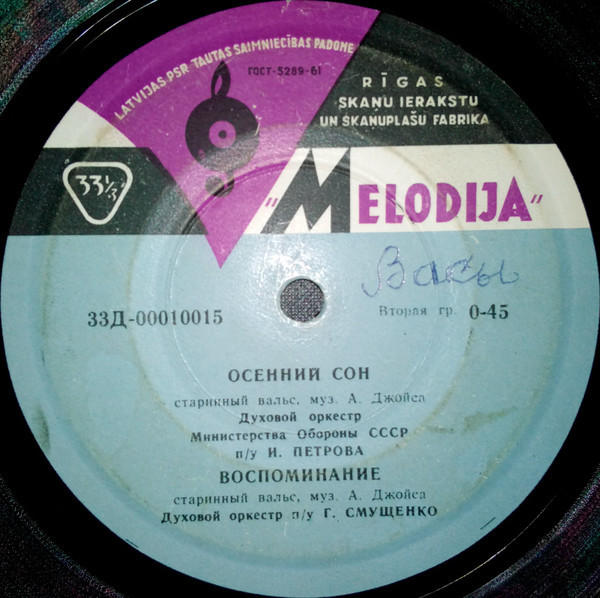 LATVIJAS PSR TAUTAS SAIMNIECĪBAS PADOME
ГОСТ-5289-61
RĪGAS
SKAŅU IERAKSTU
UN SKAŅUPLAŠU FABRIKA
33⅓
"MELODIJA"
33Д-00010015
Вторая гр. 0-45
ОСЕННИЙ СОН
старинный вальс, муз. А. Джойса
Духовой оркестр
Министерства Обороны СССР
п/у И. ПЕТРОВА
ВОСПОМИНАНИЕ
старинный вальс, муз. А. Джойса
Духовой оркестр п/у Г. СМУЩЕНКО